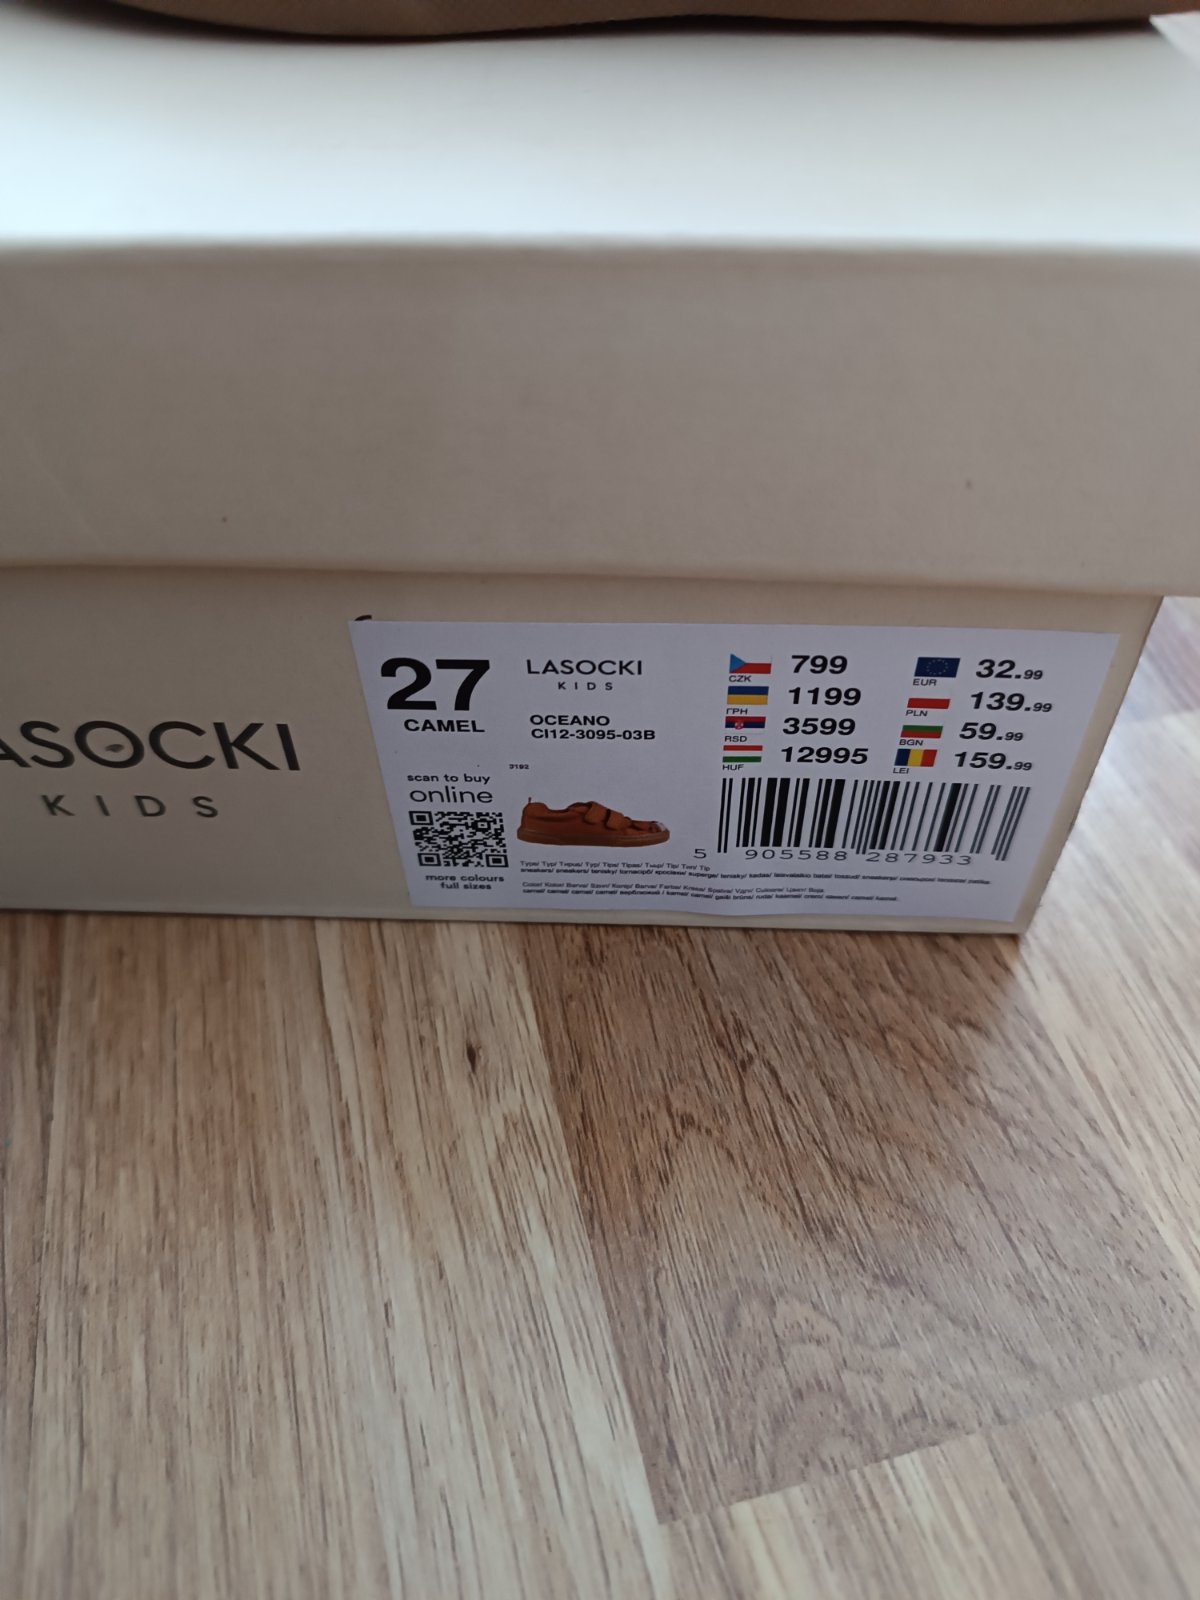 ASOCKI
KIDS
27
CAMEL
LASOCKI
KIDS
OCEANO
CI12-3095-03B
3192
scan to buy
online
more colours
full sizes
CZK 799
ГРН 1199
RSD 3599
HUF 12995
EUR 32.99
PLN 139.99
BGN 59.99
LEI 159.99
5 905588 287933